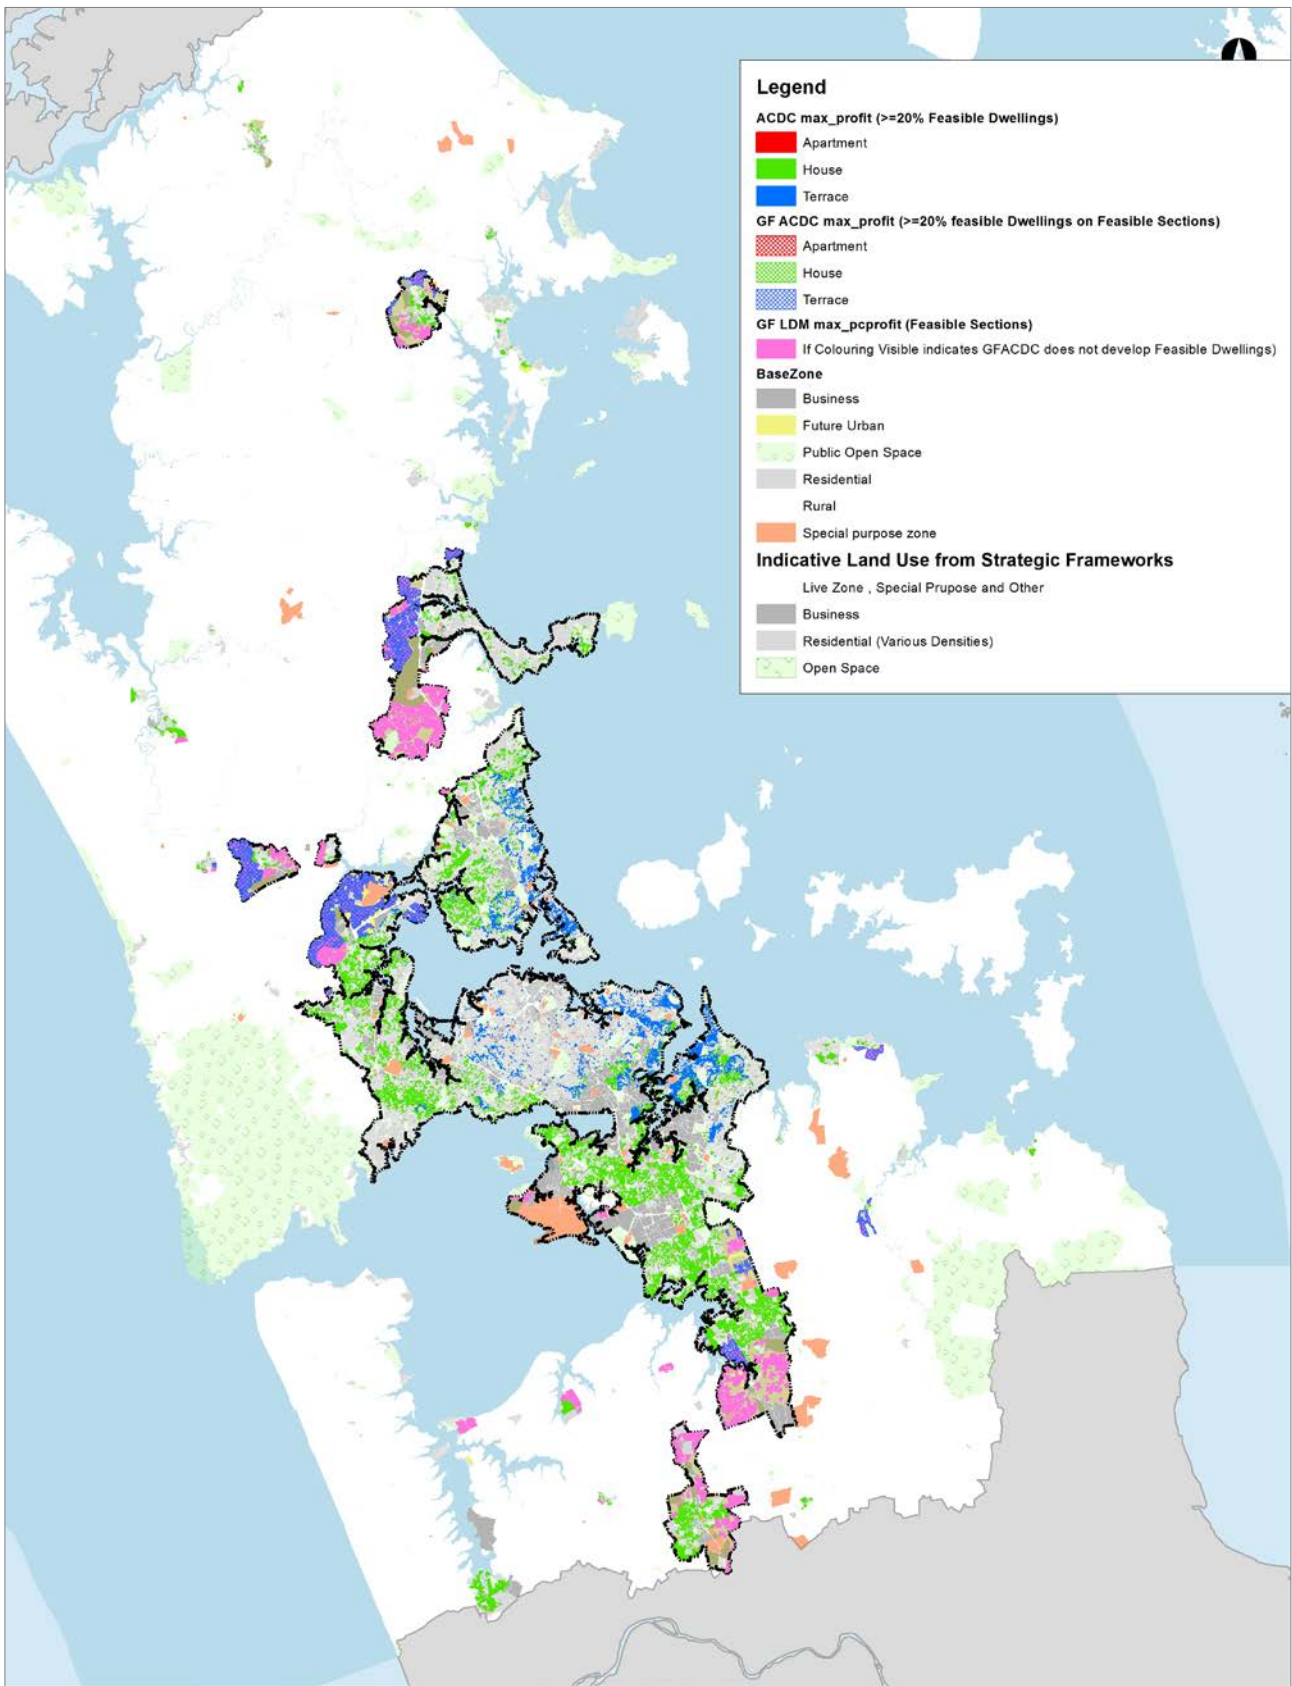 Legend
ACDC max_profit (>=20% Feasible Dwellings)
Apartment
House
Terrace
GF ACDC max_profit (>=20% feasible Dwellings on Feasible Sections)
Apartment
House
Terrace
GF LDM max_pcprofit (Feasible Sections)
If Colouring Visible indicates GFACDC does not develop Feasible Dwellings)
BaseZone
Business
Future Urban
Public Open Space
Residential
Rural
Special purpose zone
Indicative Land Use from Strategic Frameworks
Live Zone , Special Prupose and Other
Business
Residential (Various Densities)
Open Space